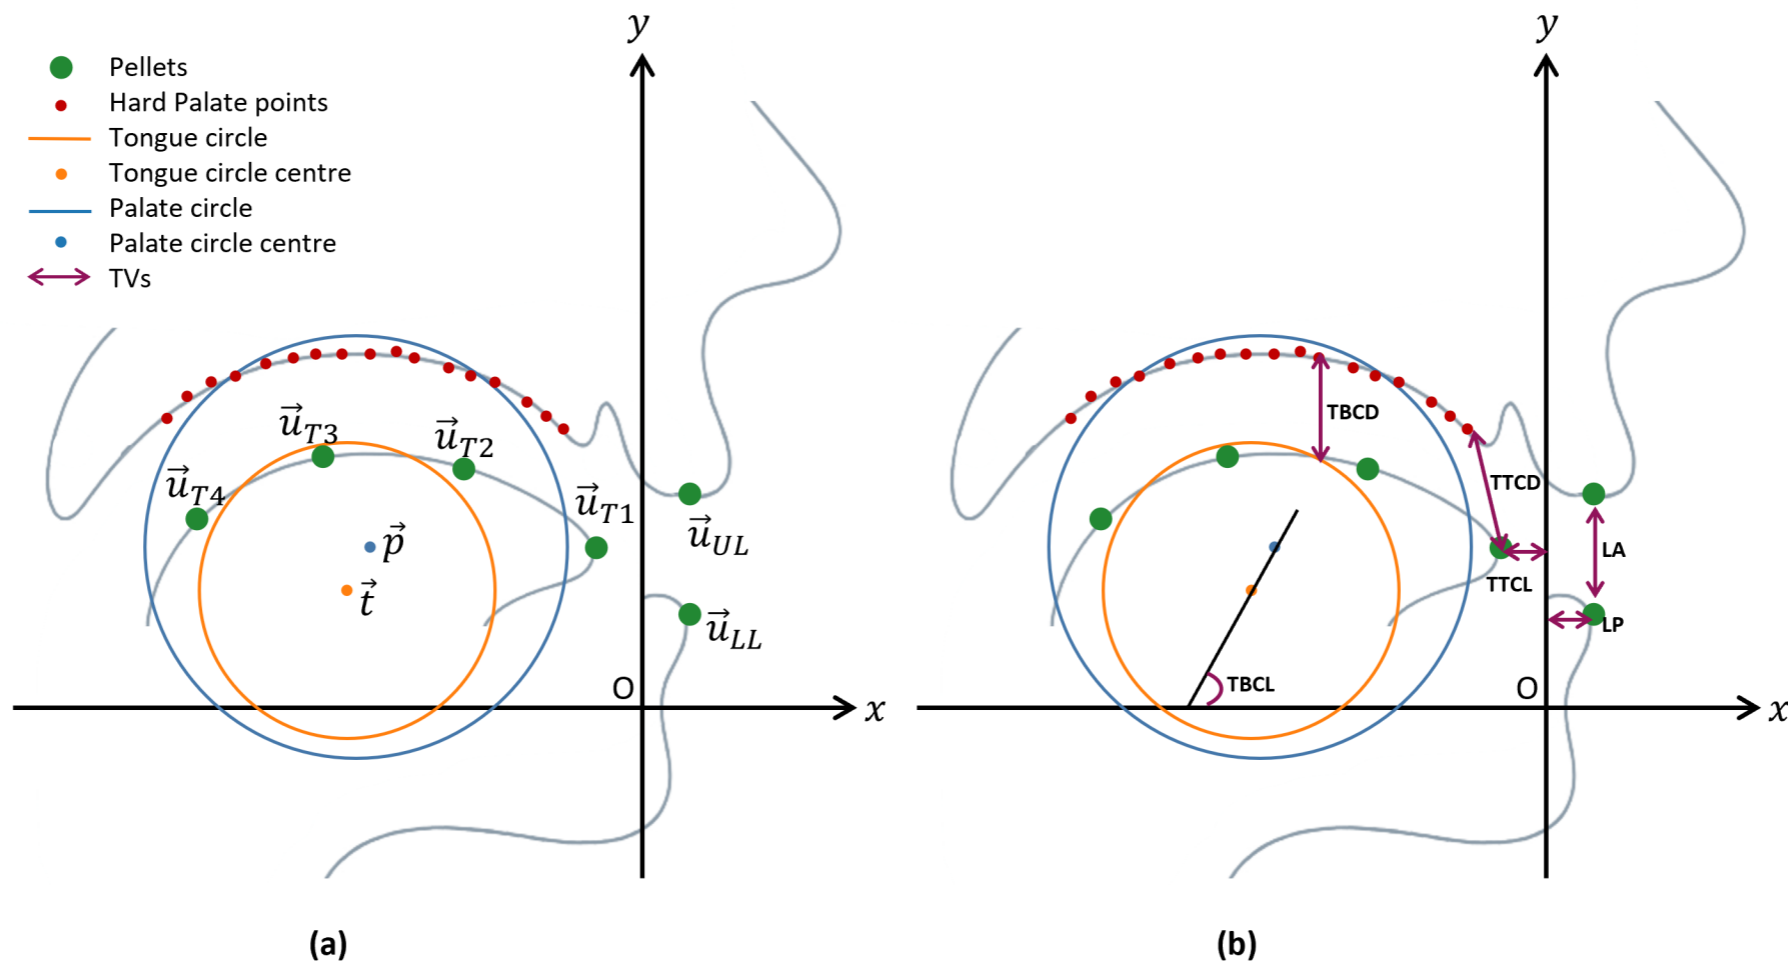 y
Pellets
Hard Palate points
Tongue circle
Tongue circle centre
Palate circle
Palate circle centre
TVs
u⃗T3
u⃗T2
u⃗T4
u⃗T1
p⃗
u⃗UL
t⃗
u⃗LL
O
x
(a)
y
TBCD
TTCD
LA
TTCL
LP
TBCL
O
x
(b)